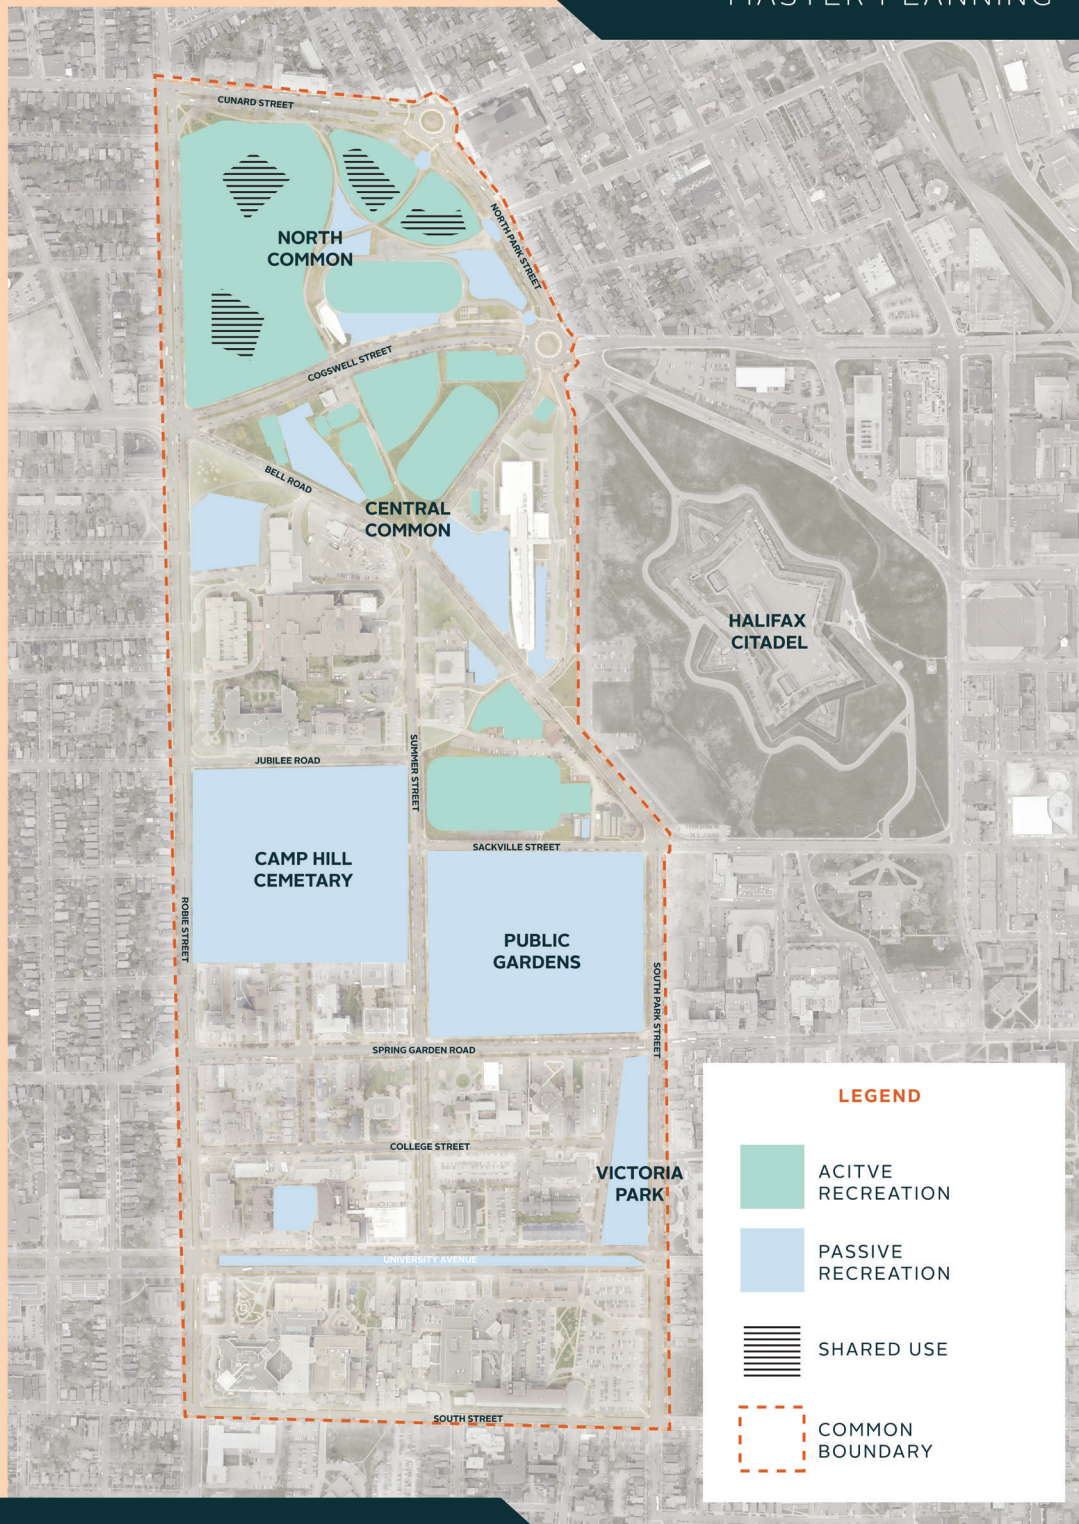 MASTER PLANNING
CUNARD STREET
NORTH PARK STREET
NORTH
COMMON
COGSWELL STREET
BELL ROAD
CENTRAL
COMMON
HALIFAX
CITADEL
SUMMER STREET
JUBILEE ROAD
SACKVILLE STREET
CAMP HILL
CEMETARY
ROBIE STREET
PUBLIC
GARDENS
SOUTH PARK STREET
SPRING GARDEN ROAD
COLLEGE STREET
VICTORIA
PARK
UNIVERSITY AVENUE
SOUTH STREET
LEGEND
ACITVE
RECREATION
PASSIVE
RECREATION
SHARED USE
COMMON
BOUNDARY